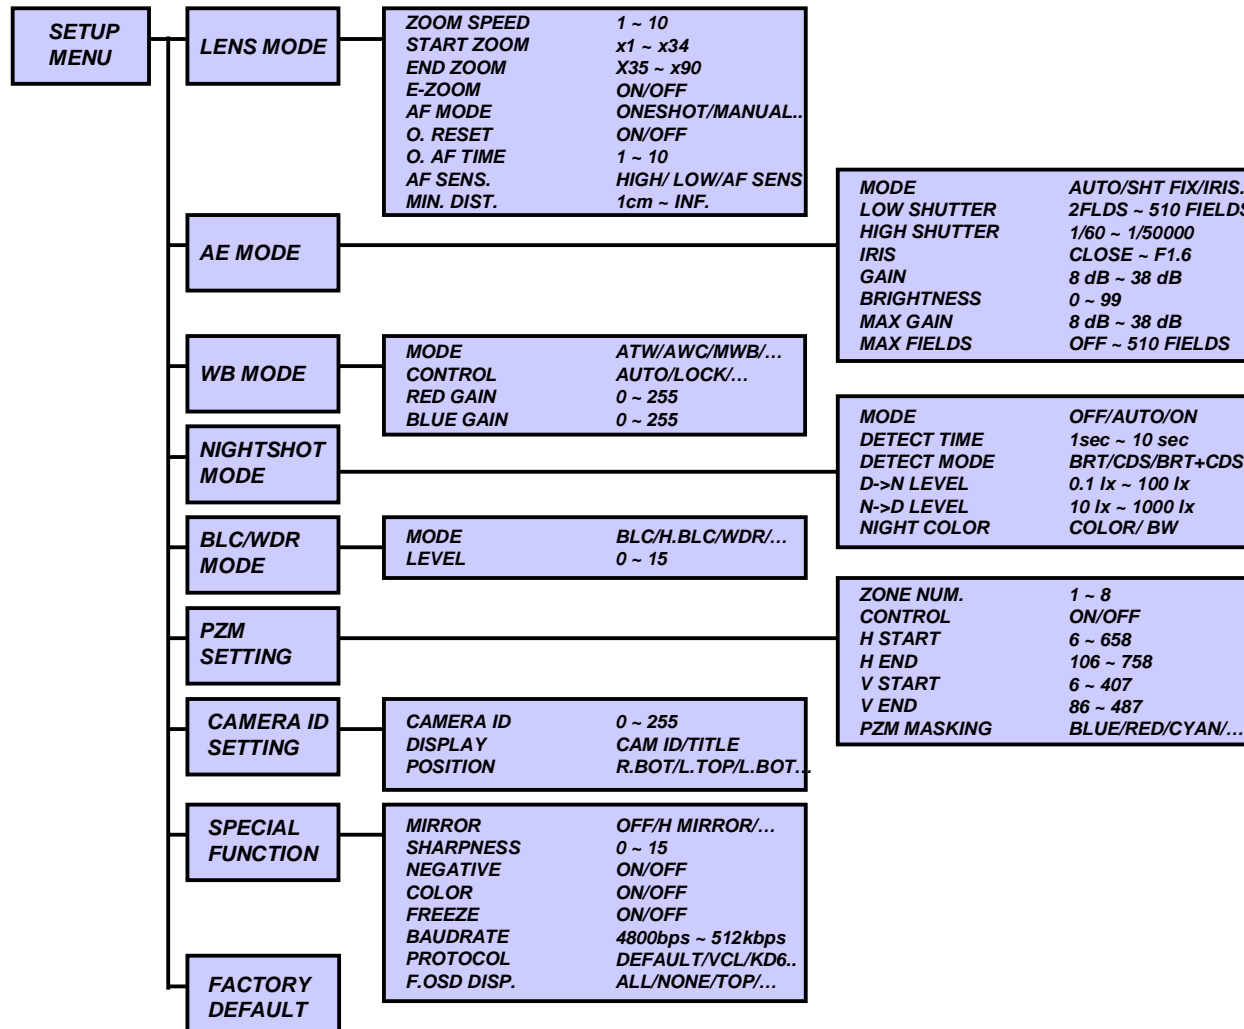 SETUP
MENU
LENS MODE
ZOOM SPEED 1 ~ 10
START ZOOM x1 ~ x34
END ZOOM X35 ~ x90
E-ZOOM ON/OFF
AF MODE ONESHOT/MANUAL..
O. RESET ON/OFF
O. AF TIME 1 ~ 10
AF SENS. HIGH/ LOW/AF SENS
MIN. DIST. 1cm ~ INF.
AE MODE
MODE AUTO/SHT FIX/IRIS.
LOW SHUTTER 2FLDS ~ 510 FIELDS
HIGH SHUTTER 1/60 ~ 1/50000
IRIS CLOSE ~ F1.6
GAIN 8 dB ~ 38 dB
BRIGHTNESS 0 ~ 99
MAX GAIN 8 dB ~ 38 dB
MAX FIELDS OFF ~ 510 FIELDS
WB MODE
MODE ATW/AWC/MWB/...
CONTROL AUTO/LOCK/...
RED GAIN 0 ~ 255
BLUE GAIN 0 ~ 255
NIGHTSHOT
MODE
MODE OFF/AUTO/ON
DETECT TIME 1sec ~ 10 sec
DETECT MODE BRT/CDS/BRT+CDS
D->N LEVEL 0.1 lx ~ 100 lx
N->D LEVEL 10 lx ~ 1000 lx
NIGHT COLOR COLOR/ BW
BLC/WDR
MODE
MODE BLC/H.BLC/WDR/...
LEVEL 0 ~ 15
PZM
SETTING
ZONE NUM. 1 ~ 8
CONTROL ON/OFF
H START 6 ~ 658
H END 106 ~ 758
V START 6 ~ 407
V END 86 ~ 487
PZM MASKING BLUE/RED/CYAN/...
CAMERA ID
SETTING
CAMERA ID 0 ~ 255
DISPLAY CAM ID/TITLE
POSITION R.BOT/L.TOP/L.BOT...
SPECIAL
FUNCTION
MIRROR OFF/H MIRROR/...
SHARPNESS 0 ~ 15
NEGATIVE ON/OFF
COLOR ON/OFF
FREEZE ON/OFF
BAUDRATE 4800bps ~ 512kbps
PROTOCOL DEFAULT/VCL/KD6..
F.OSD DISP. ALL/NONE/TOP/...
FACTORY
DEFAULT